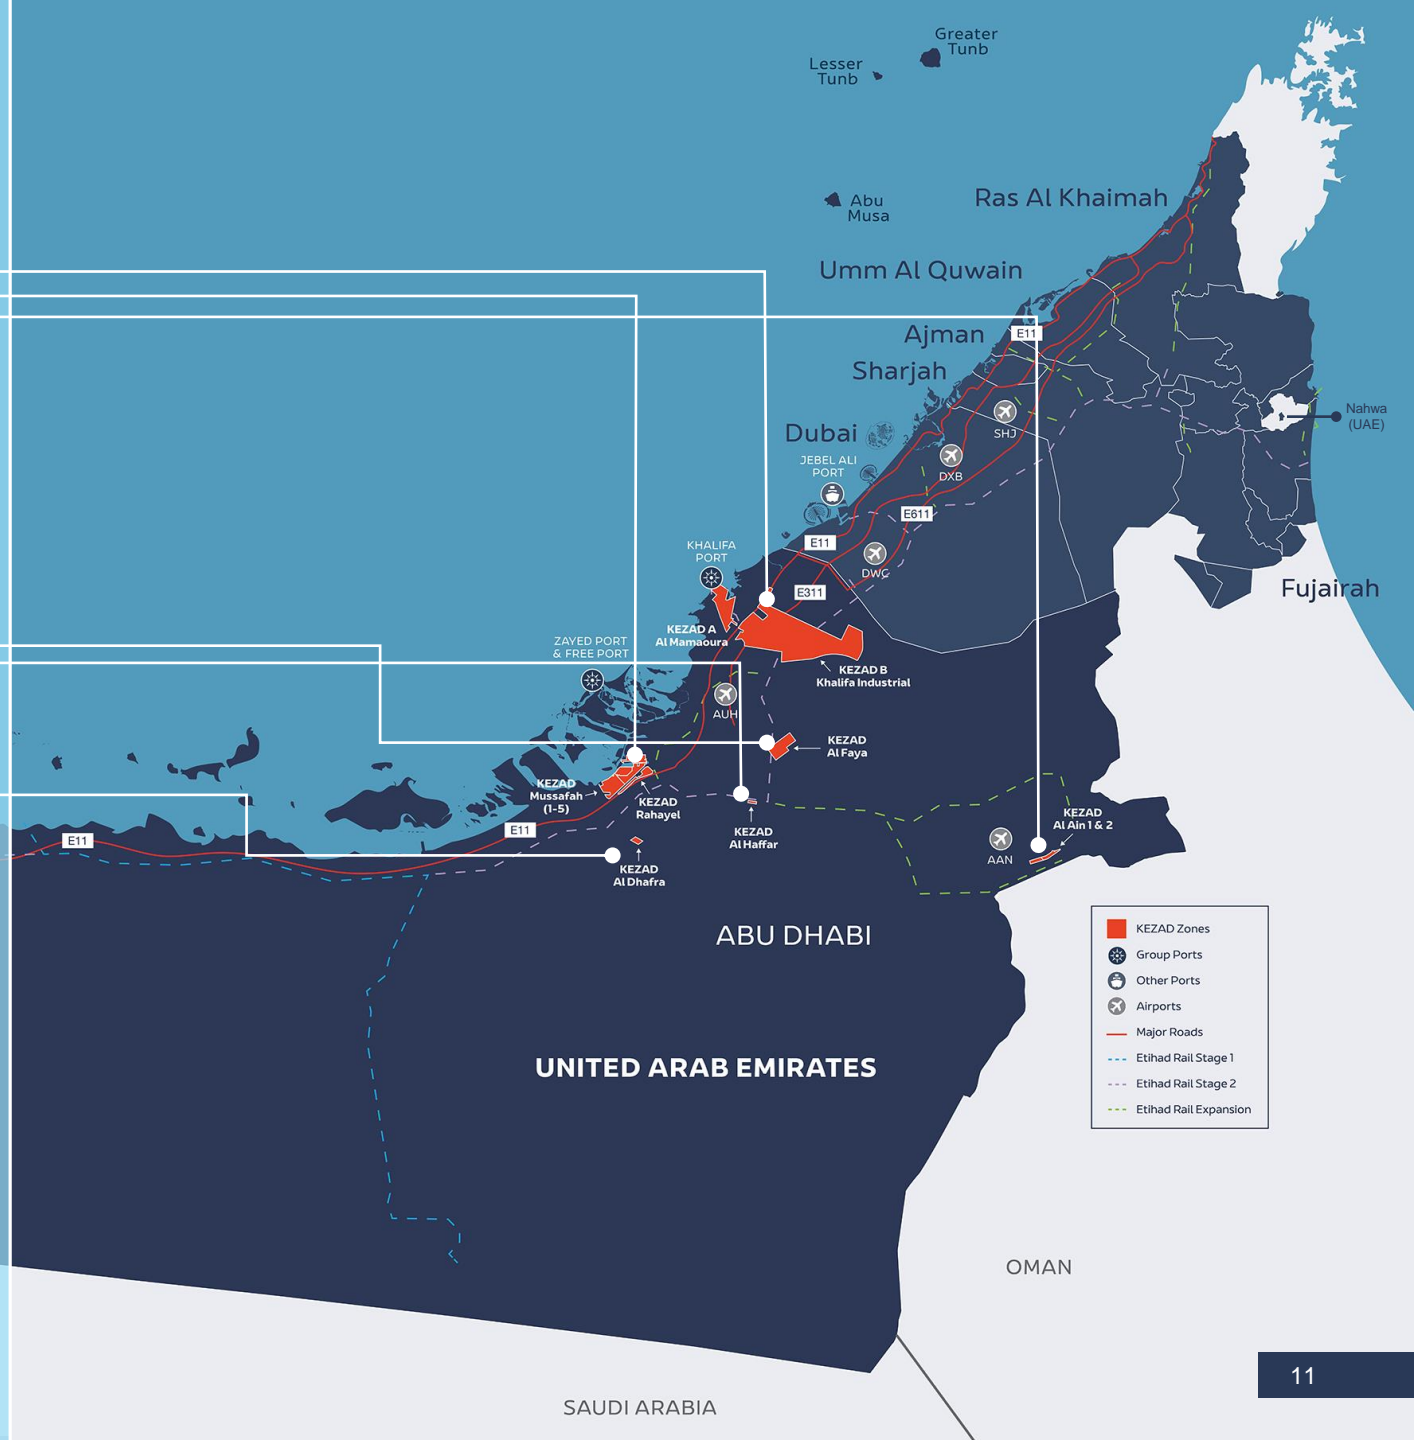 Greater
Tunb
Lesser
Tunb
Abu
Musa
Ras Al Khaimah
Umm Al Quwain
Ajman
E11
Sharjah
SHJ
Nahwa
(UAE)
Dubai
JEBEL ALI
PORT
DXB
E611
E11
KHALIFA
PORT
DWC
E311
Fujairah
KEZAD A
Al Mamaoura
ZAYED PORT
& FREE PORT
KEZAD B
Khalifa Industrial
AUH
KEZAD
Al Faya
KEZAD
Mussafah
(1-5)
KEZAD
Rahayel
KEZAD
Al Haffar
KEZAD
Al Ain 1 & 2
AAN
E11
E11
KEZAD
Al Dhafra
ABU DHABI
KEZAD Zones
Group Ports
Other Ports
Airports
Major Roads
Etihad Rail Stage 1
Etihad Rail Stage 2
Etihad Rail Expansion
UNITED ARAB EMIRATES
OMAN
SAUDI ARABIA
11